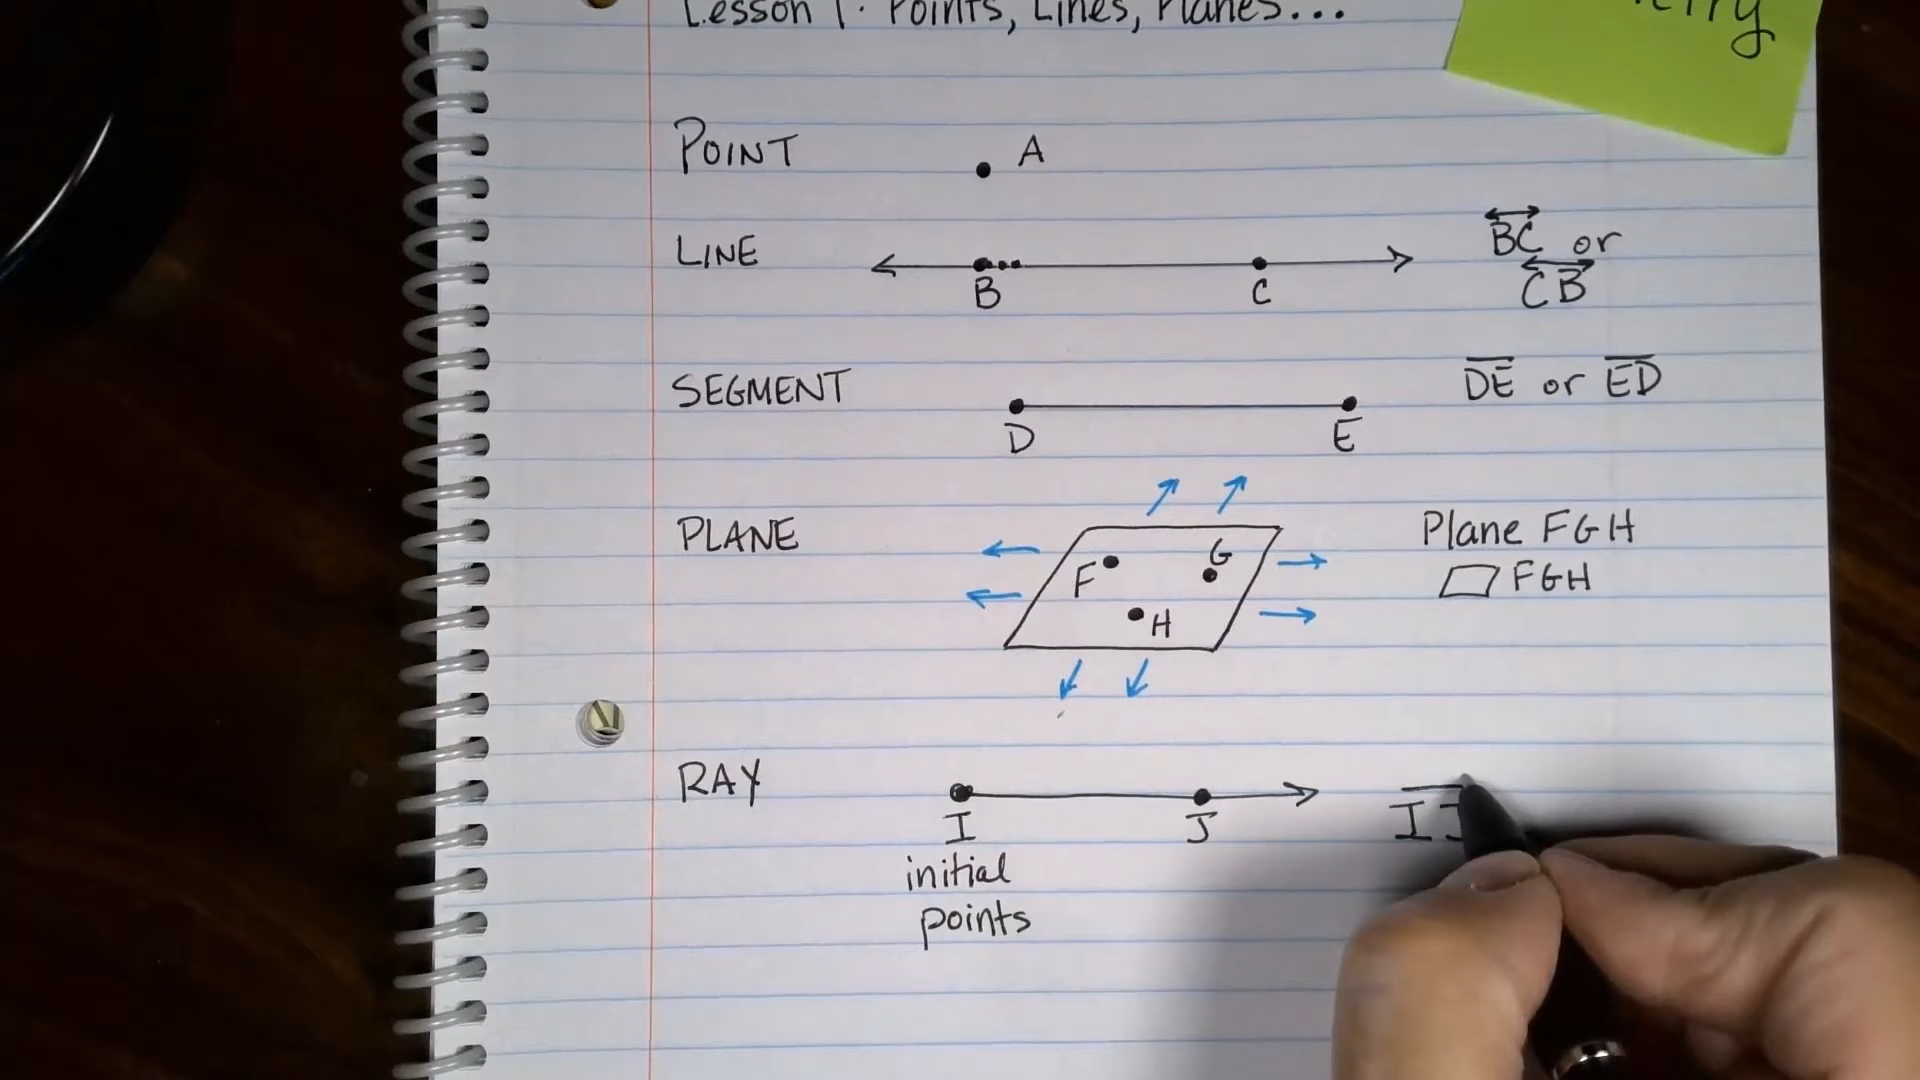 Lesson 1: Points, Lines, Planes...
POINT A
LINE B C BC or
CB
SEGMENT D E DE or ED
PLANE F G H Plane FGH
FGH
RAY I J IJ
initial
points